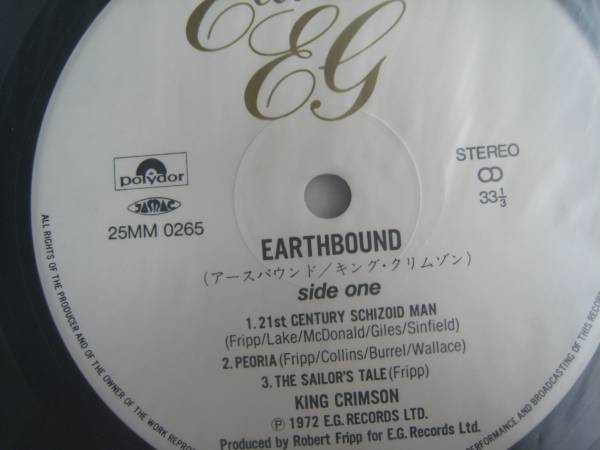 EG
polydor
JASRAC
25MM 0265
STEREO
33 1/3
EARTHBOUND
(アースバウンド/キング・クリムゾン)
side one
1. 21st CENTURY SCHIZOID MAN
(Fripp/Lake/McDonald/Giles/Sinfield)
2. PEORIA (Fripp/Collins/Burrel/Wallace)
3. THE SAILOR'S TALE (Fripp)
KING CRIMSON
Ⓟ 1972 E.G. RECORDS LTD.
Produced by Robert Fripp for E.G. Records Ltd.
ALL RIGHTS OF THE PRODUCER AND OF THE OWNER OF THE WORK
PERFORMANCE AND BROADCASTING OF THIS RECORD